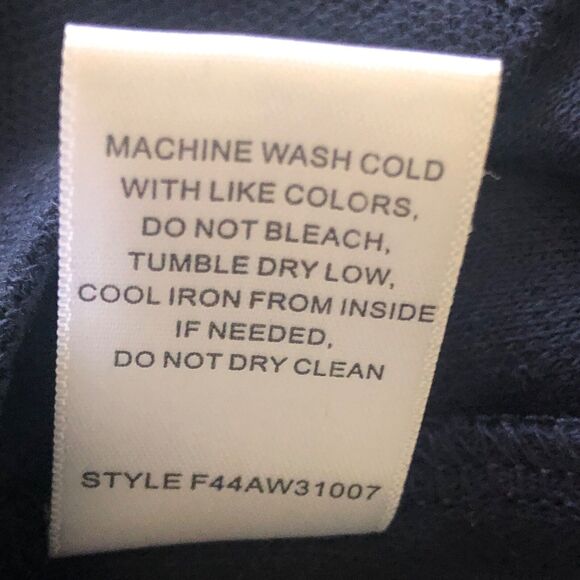 MACHINE WASH COLD
WITH LIKE COLORS,
DO NOT BLEACH,
TUMBLE DRY LOW,
COOL IRON FROM INSIDE
IF NEEDED,
DO NOT DRY CLEAN
STYLE F44AW31007